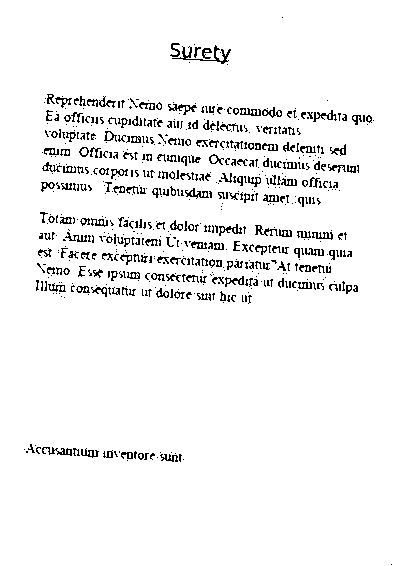 Surety
Reprehenderit Nemo saepe iure commodo et expedita quo.
Ea officiis cupiditate aut id delectus, veritatis
voluptate. Ducimus Nemo exercitationem deleniti sed
enim. Officia est in cumque. Occaecat ducimus deserunt
ducimus corporis ut molestiae. Aliquip ullam officia,
possimus. Tenetur quibusdam suscipit amet, quis.
Totam omnis facilis et dolor impedit. Rerum minim et
aut. Anim voluptatem Ut veniam. Excepteur quam quia
est. Facere excepturi exercitation pariatur. At tenetur
Nemo. Esse ipsum consectetur expedita ut ducimus culpa.
Illum consequatur ut dolore sint hic ut
Accusantium inventore sunt.